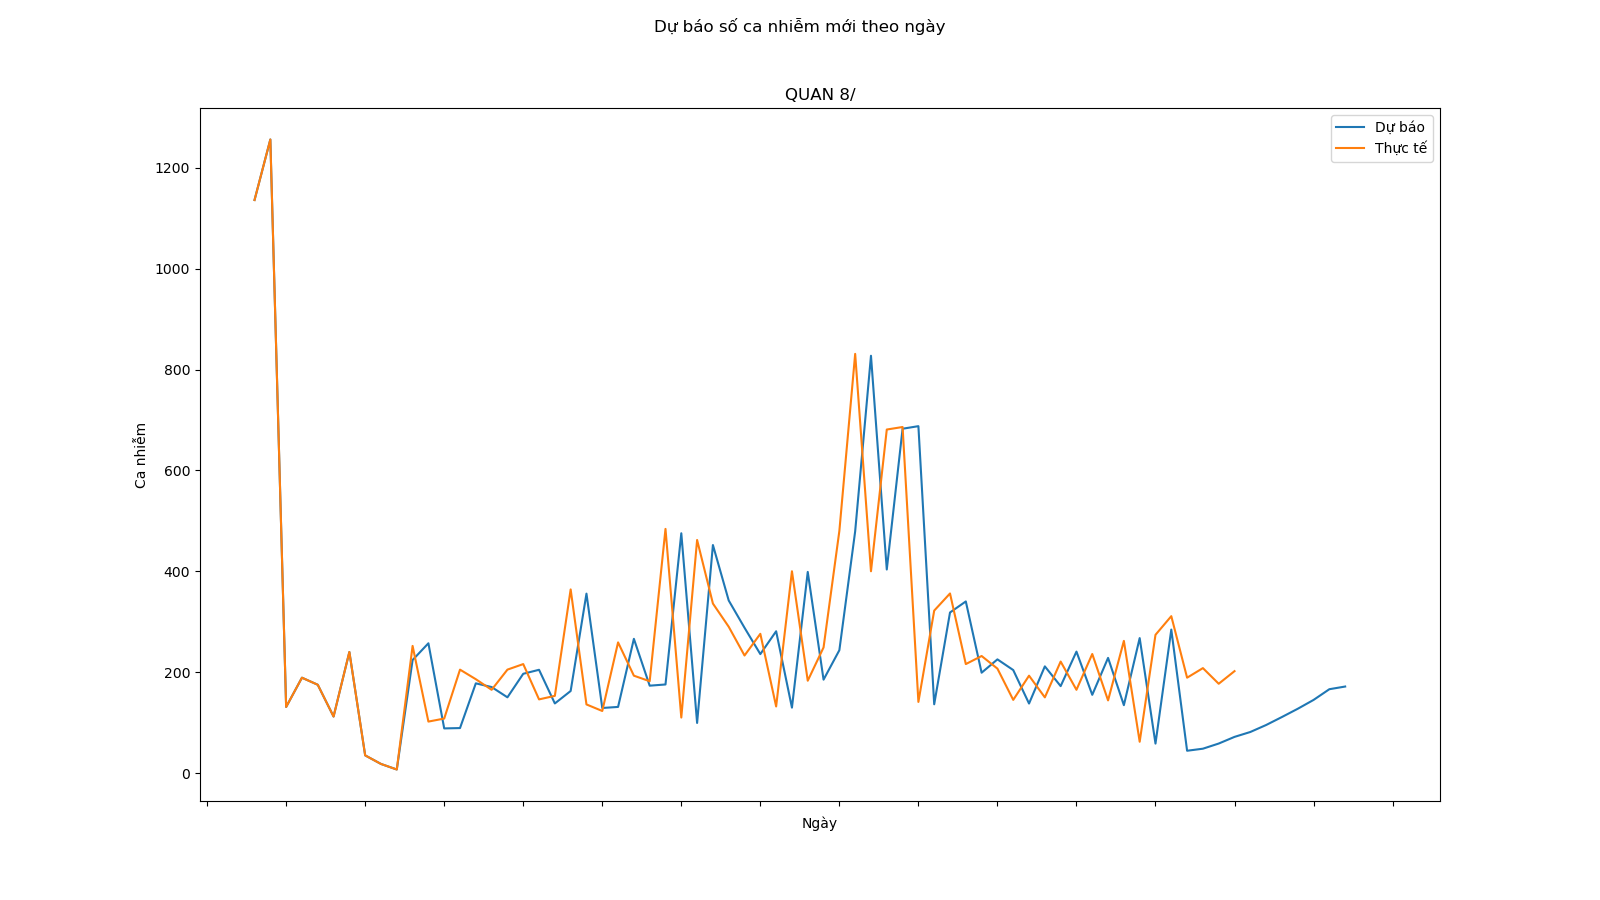 Dự báo số ca nhiễm mới theo ngày
QUAN 8/
Dự báo
Thực tế
1200
1000
800
600
400
200
0
Ca nhiễm
Ngày